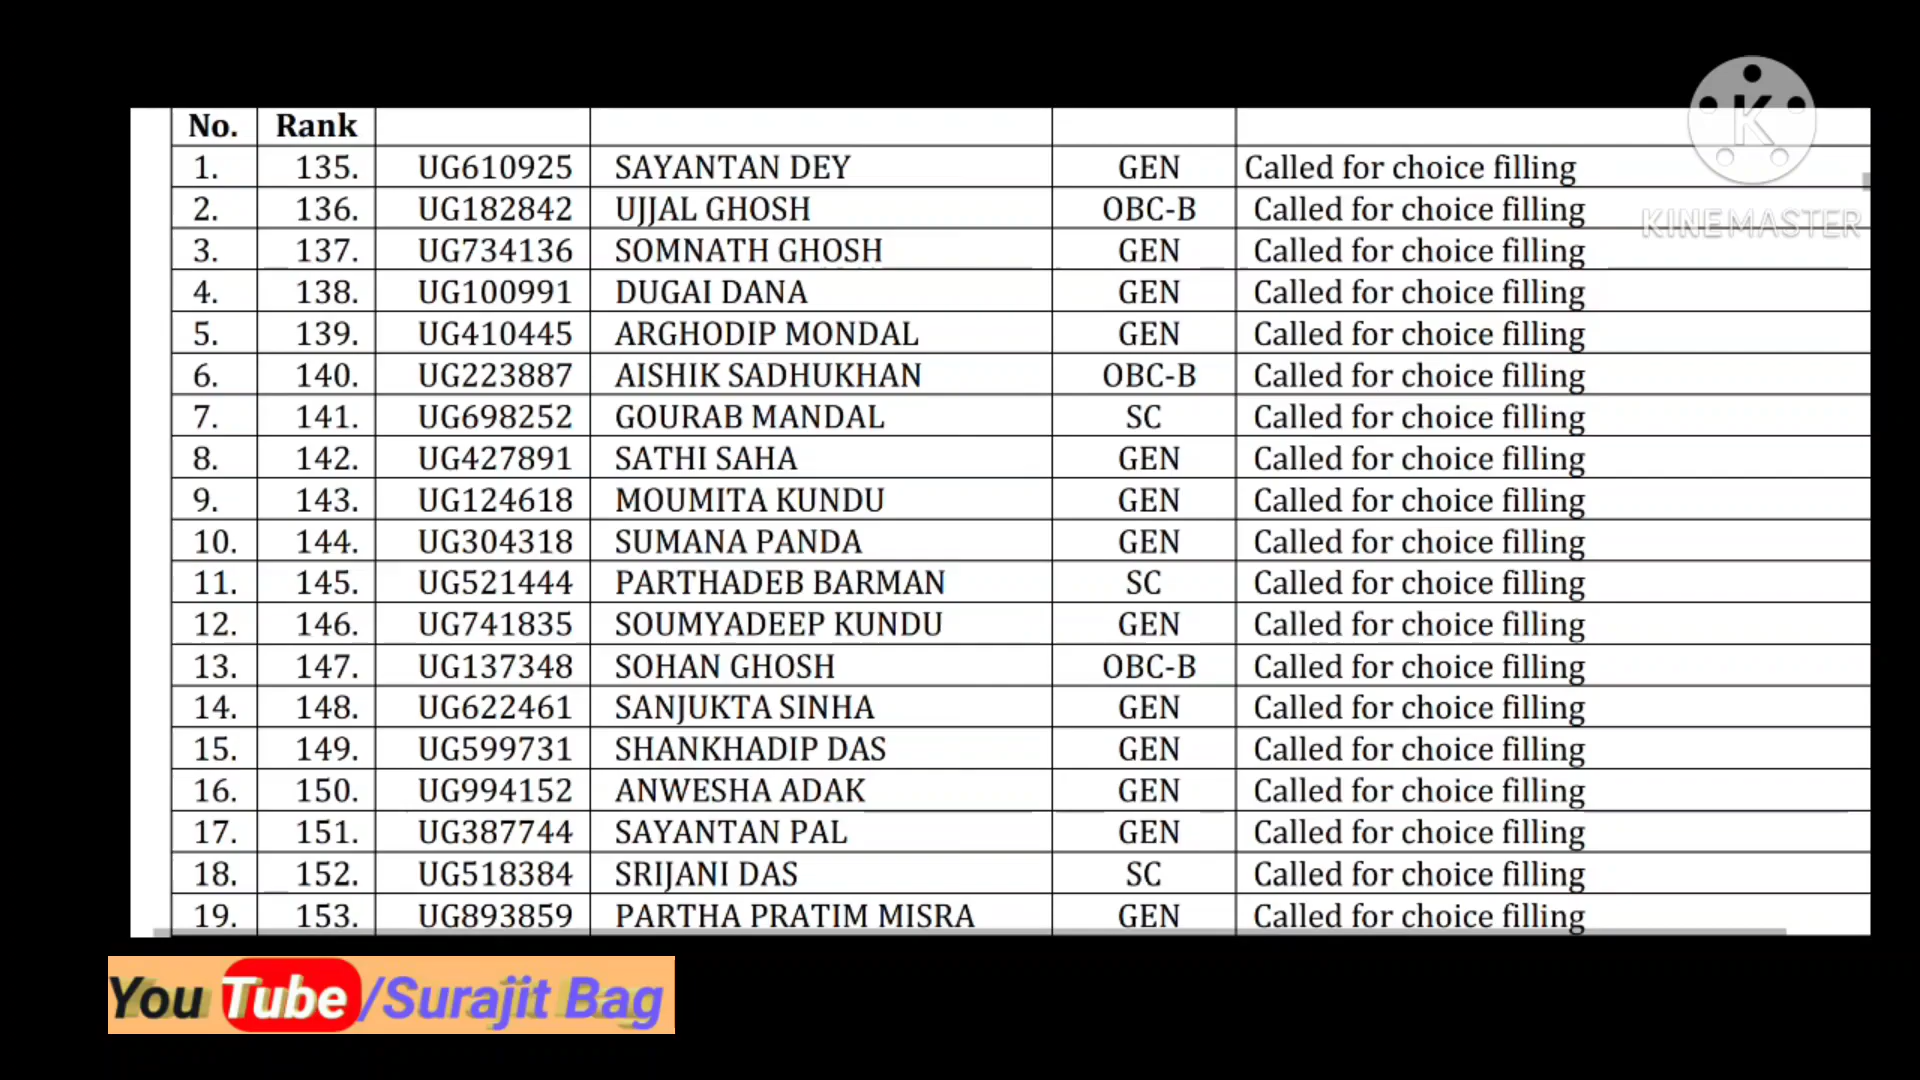 No. Rank
1. 135. UG610925 SAYANTAN DEY GEN Called for choice filling
2. 136. UG182842 UJJAL GHOSH OBC-B Called for choice filling
3. 137. UG734136 SOMNATH GHOSH GEN Called for choice filling
4. 138. UG100991 DUGAI DANA GEN Called for choice filling
5. 139. UG410445 ARGHODIP MONDAL GEN Called for choice filling
6. 140. UG223887 AISHIK SADHUKHAN OBC-B Called for choice filling
7. 141. UG698252 GOURAB MANDAL SC Called for choice filling
8. 142. UG427891 SATHI SAHA GEN Called for choice filling
9. 143. UG124618 MOUMITA KUNDU GEN Called for choice filling
10. 144. UG304318 SUMANA PANDA GEN Called for choice filling
11. 145. UG521444 PARTHADEB BARMAN SC Called for choice filling
12. 146. UG741835 SOUMYADEEP KUNDU GEN Called for choice filling
13. 147. UG137348 SOHAN GHOSH OBC-B Called for choice filling
14. 148. UG622461 SANJUKTA SINHA GEN Called for choice filling
15. 149. UG599731 SHANKHADIP DAS GEN Called for choice filling
16. 150. UG994152 ANWESHA ADAK GEN Called for choice filling
17. 151. UG387744 SAYANTAN PAL GEN Called for choice filling
18. 152. UG518384 SRIJANI DAS SC Called for choice filling
19. 153. UG893859 PARTHA PRATIM MISRA GEN Called for choice filling
K
KINEMASTER
You Tube/Surajit Bag